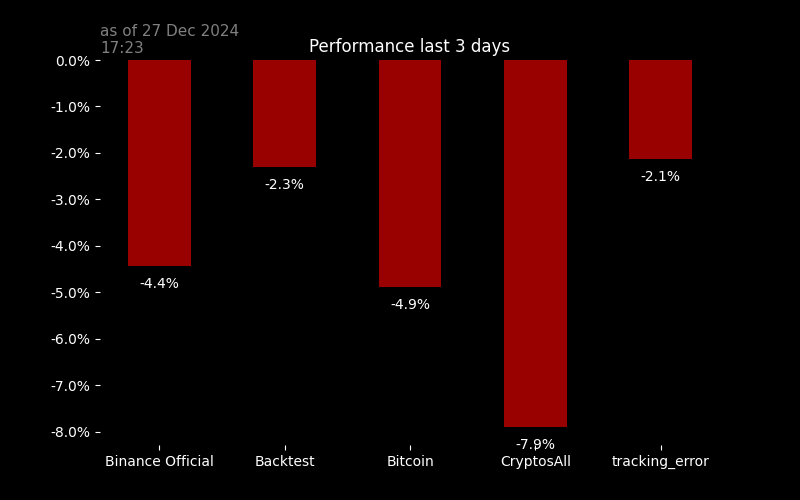 as of 27 Dec 2024
17:23
Performance last 3 days
0.0%
-1.0%
-2.0%
-3.0%
-4.0%
-5.0%
-6.0%
-7.0%
-8.0%
-4.4%
-2.3%
-4.9%
-7.9%
-2.1%
Binance Official
Backtest
Bitcoin
CryptosAll
tracking_error